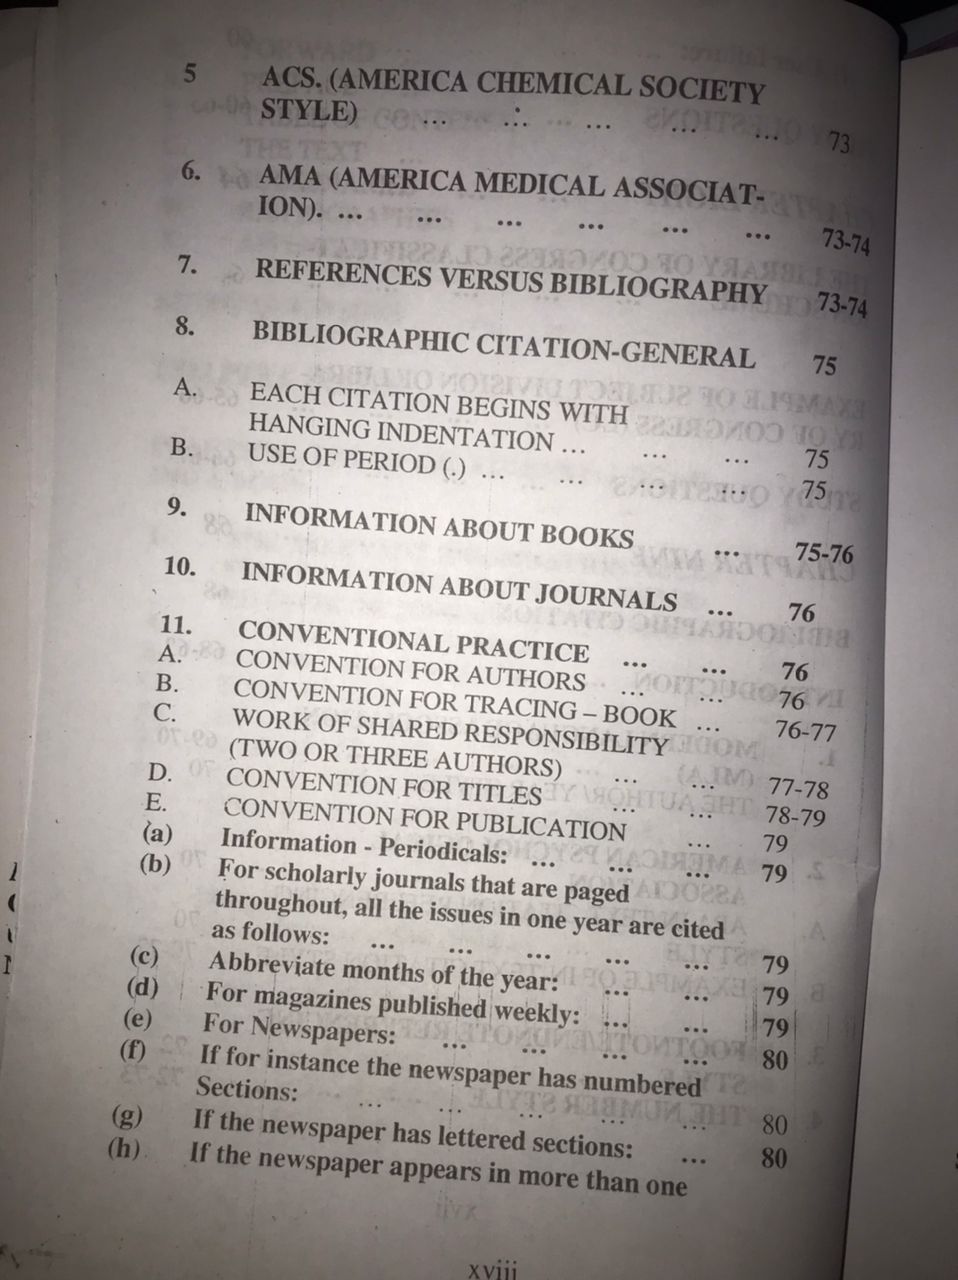 5 ACS. (AMERICA CHEMICAL SOCIETY
STYLE) ... ... ... ... ... 73
6. AMA (AMERICA MEDICAL ASSOCIAT-
ION). ... ... ... ... ... ... 73-74
7. REFERENCES VERSUS BIBLIOGRAPHY 73-74
8. BIBLIOGRAPHIC CITATION-GENERAL 75
A. EACH CITATION BEGINS WITH
HANGING INDENTATION ... ... ... 75
B. USE OF PERIOD (.) ... ... ... ... 75
9. INFORMATION ABOUT BOOKS ... 75-76
10. INFORMATION ABOUT JOURNALS ... 76
11. CONVENTIONAL PRACTICE ... ... 76
A. CONVENTION FOR AUTHORS ... ... 76
B. CONVENTION FOR TRACING – BOOK ... 76-77
C. WORK OF SHARED RESPONSIBILITY
(TWO OR THREE AUTHORS) ... ... 77-78
D. CONVENTION FOR TITLES ... ... 78-79
E. CONVENTION FOR PUBLICATION ... 79
(a) Information - Periodicals: ... ... ... 79
(b) For scholarly journals that are paged
throughout, all the issues in one year are cited
as follows: ... ... ... ... ... 79
(c) Abbreviate months of the year: ... ... 79
(d) For magazines published weekly: ... ... 79
(e) For Newspapers: ... ... ... ... 80
(f) If for instance the newspaper has numbered
Sections: ... ... ... ... ... 80
(g) If the newspaper has lettered sections: ... 80
(h). If the newspaper appears in more than one
xviii